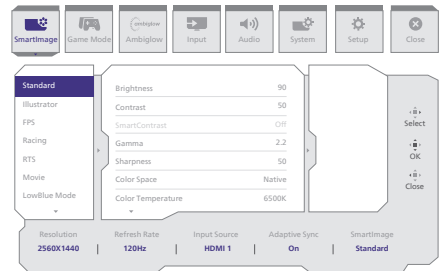 ambiglow
SmartImage
Game Mode
Ambiglow
Input
Audio
System
Setup
Close
Standard
Illustrator
FPS
Racing
RTS
Movie
LowBlue Mode
Brightness 90
Contrast 50
SmartContrast Off
Gamma 2.2
Sharpness 50
Color Space Native
Color Temperature 6500K
Select
OK
Close
Resolution
2560X1440
Refresh Rate
120Hz
Input Source
HDMI 1
Adaptive Sync
On
SmartImage
Standard